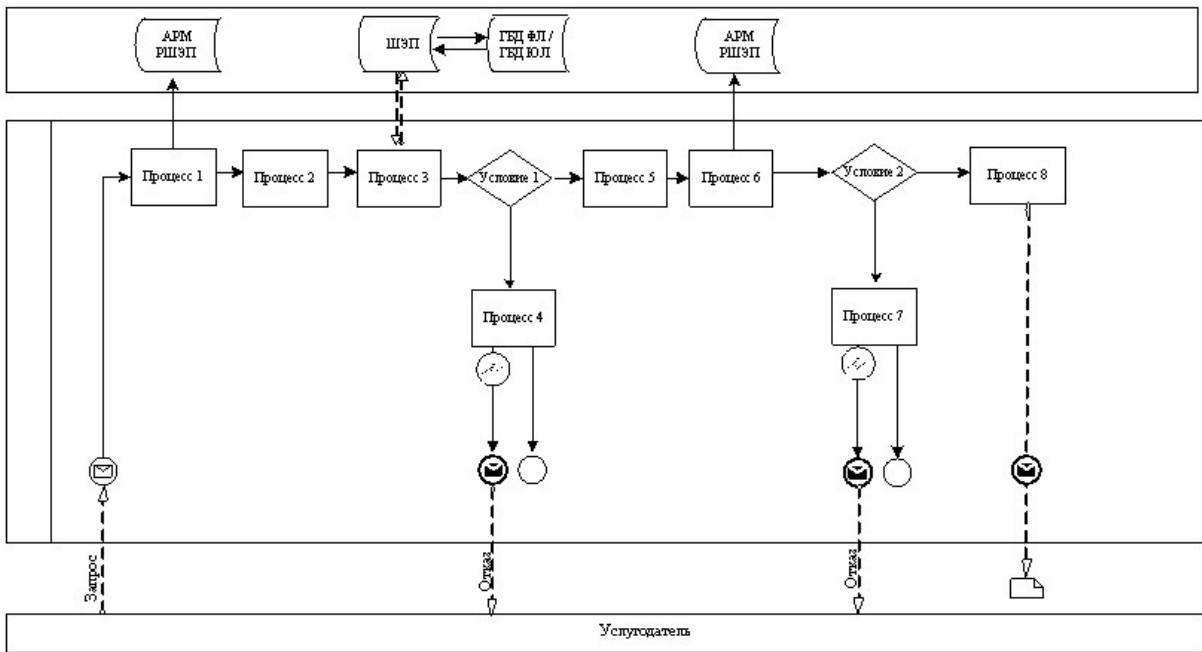 АРМ
РШЭП
ШЭП
ГБД ФЛ /
ГБД ЮЛ
АРМ
РШЭП
Процесс 1
Процесс 2
Процесс 3
Условие 1
Процесс 5
Процесс 6
Условие 2
Процесс 8
Процесс 4
Процесс 7
Запрос
Отказ
Отказ
Услугодатель